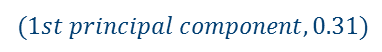 (1st principal component, 0.31)